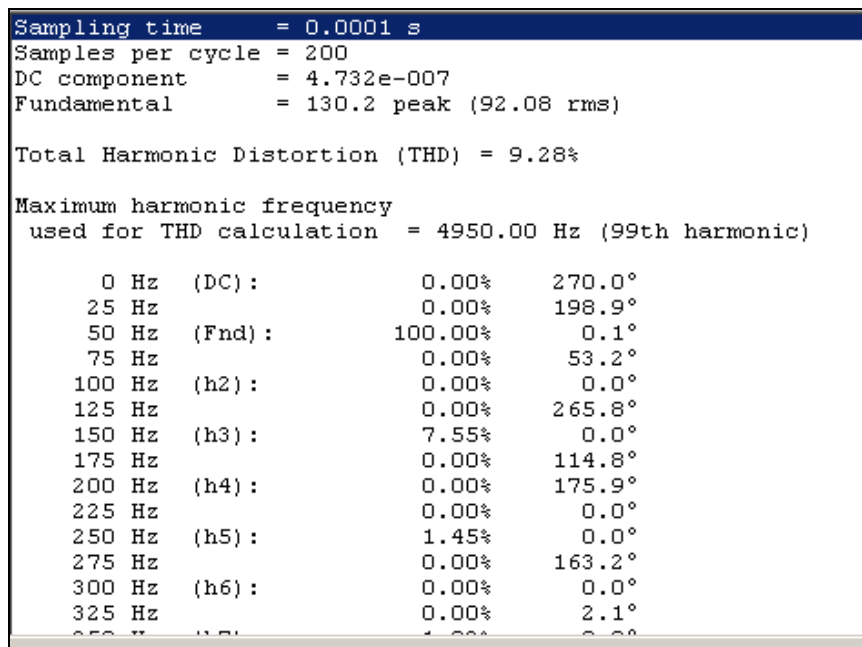 Sampling time = 0.0001 s
Samples per cycle = 200
DC component = 4.732e-007
Fundamental = 130.2 peak (92.08 rms)
Total Harmonic Distortion (THD) = 9.28%
Maximum harmonic frequency
used for THD calculation = 4950.00 Hz (99th harmonic)
0 Hz (DC): 0.00% 270.0°
25 Hz 0.00% 198.9°
50 Hz (Fnd): 100.00% 0.1°
75 Hz 0.00% 53.2°
100 Hz (h2): 0.00% 0.0°
125 Hz 0.00% 265.8°
150 Hz (h3): 7.55% 0.0°
175 Hz 0.00% 114.8°
200 Hz (h4): 0.00% 175.9°
225 Hz 0.00% 0.0°
250 Hz (h5): 1.45% 0.0°
275 Hz 0.00% 163.2°
300 Hz (h6): 0.00% 0.0°
325 Hz 0.00% 2.1°